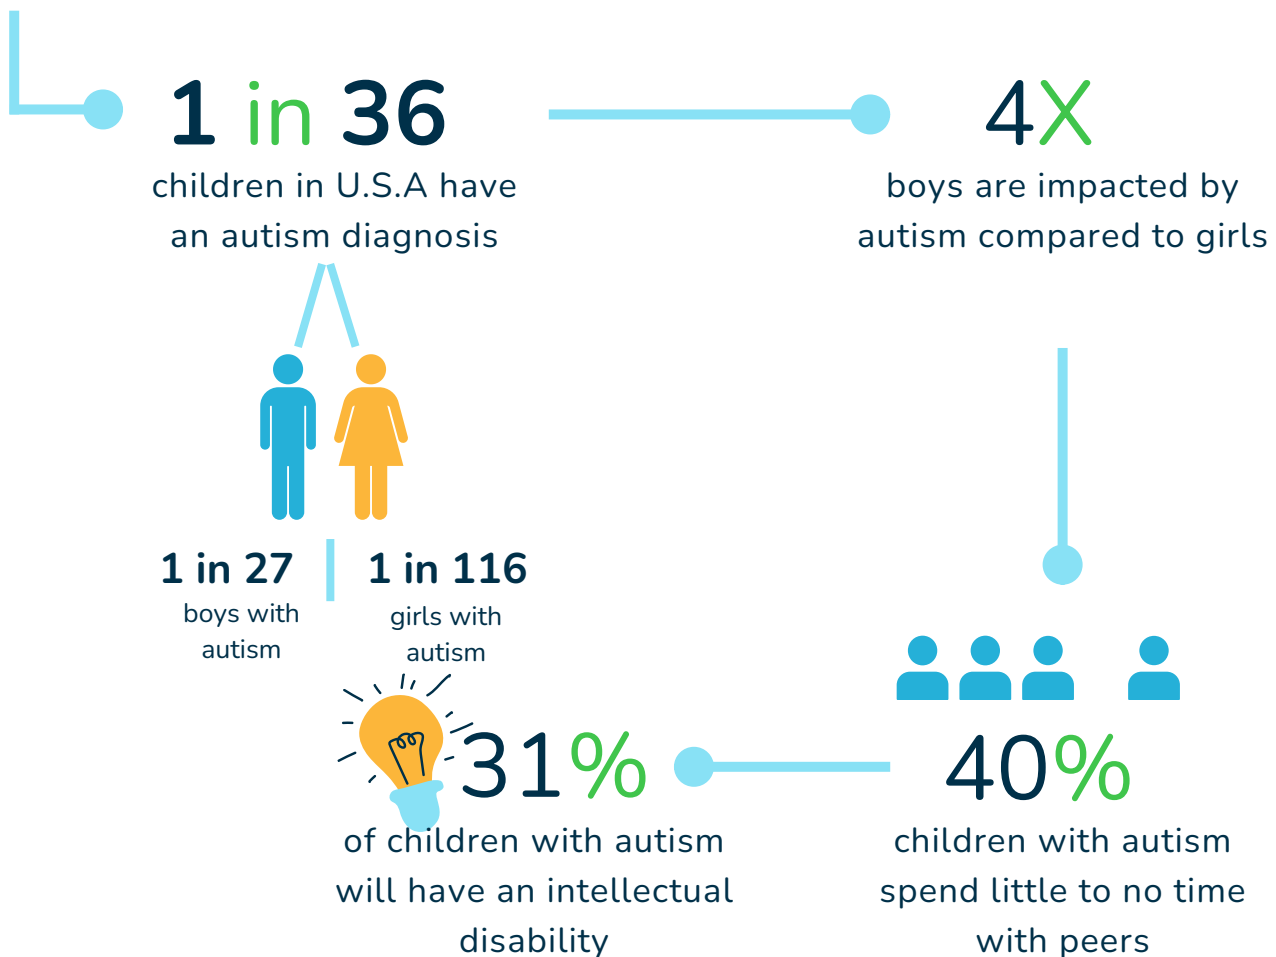 1 in 36
children in U.S.A have
an autism diagnosis
4X
boys are impacted by
autism compared to girls
1 in 27
boys with
autism
1 in 116
girls with
autism
40%
children with autism
spend little to no time
with peers
31%
of children with autism
will have an intellectual
disability